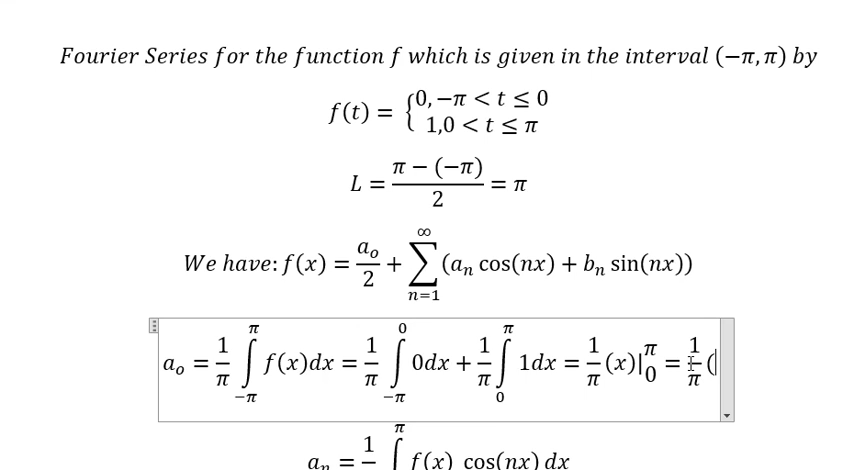 Fourier Series for the function f which is given in the interval (−π, π) by
f(t) = {0, −π < t ≤ 0
1,0 < t ≤ π
L = (π − (−π))/2 = π
We have: f(x) = a_o/2 + ∑_{n=1}^{∞} (a_n cos(nx) + b_n sin(nx))
a_o = 1/π ∫_{−π}^{π} f(x)dx = 1/π ∫_{−π}^{0} 0dx + 1/π ∫_{0}^{π} 1dx = 1/π (x)|_0^π = 1/π (
a_n = 1/ ∫^{π} f(x) cos(nx) dx